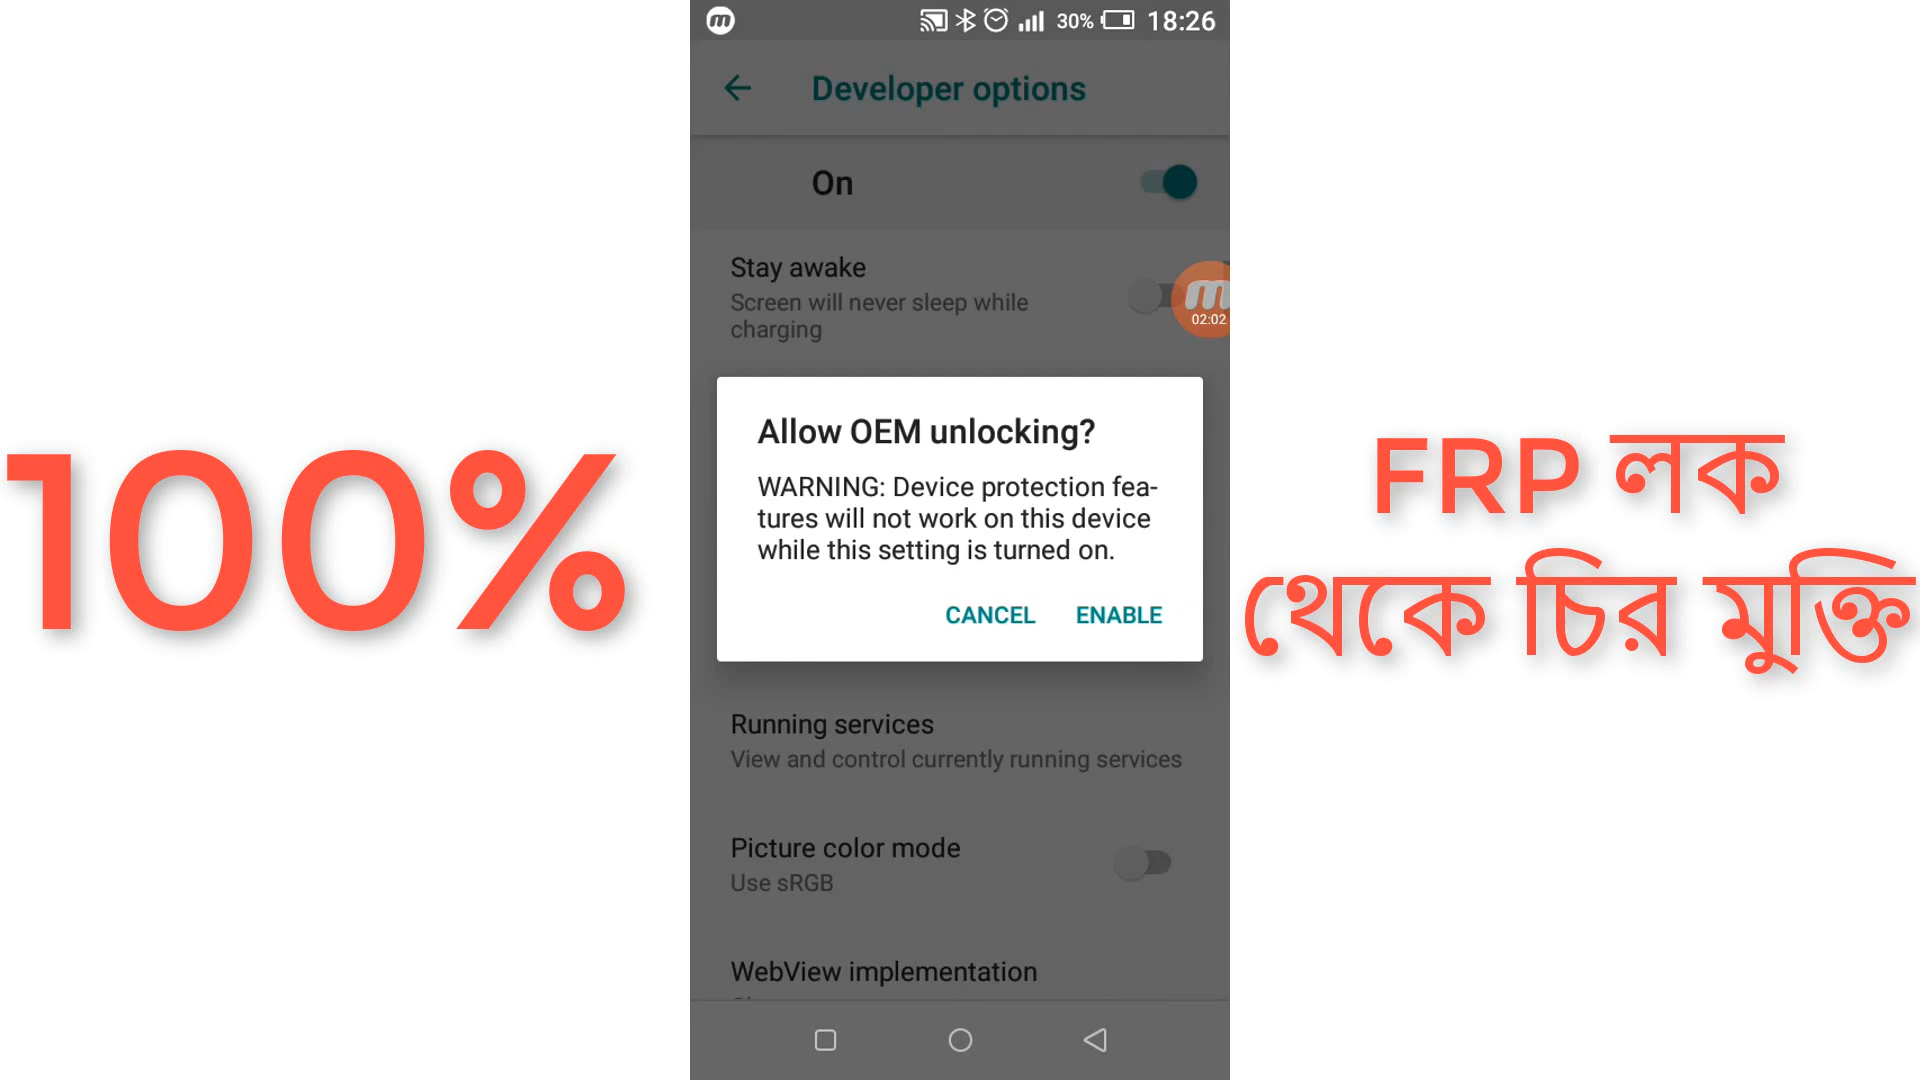 18:26
30%
Developer options
On
Stay awake
Screen will never sleep while
charging
02:02
Allow OEM unlocking?
WARNING: Device protection fea-
tures will not work on this device
while this setting is turned on.
CANCEL ENABLE
Running services
View and control currently running services
Picture color mode
Use sRGB
WebView implementation
100%
FRP লক
থেকে চির মুক্তি